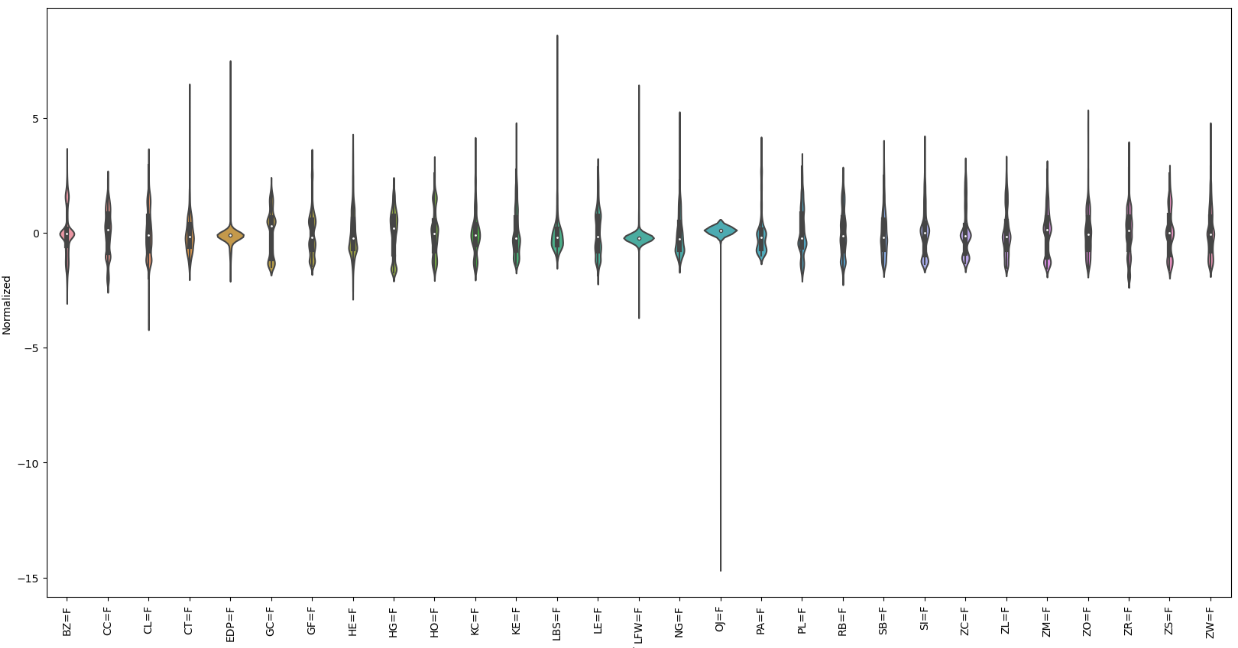 Normalized
5
0
−5
−10
−15
BZ=F
CC=F
CL=F
CT=F
EDP=F
GC=F
GF=F
HE=F
HG=F
HO=F
KC=F
KE=F
LBS=F
LE=F
LFW=F
NG=F
OJ=F
PA=F
PL=F
RB=F
SB=F
SI=F
ZC=F
ZL=F
ZM=F
ZO=F
ZR=F
ZS=F
ZW=F